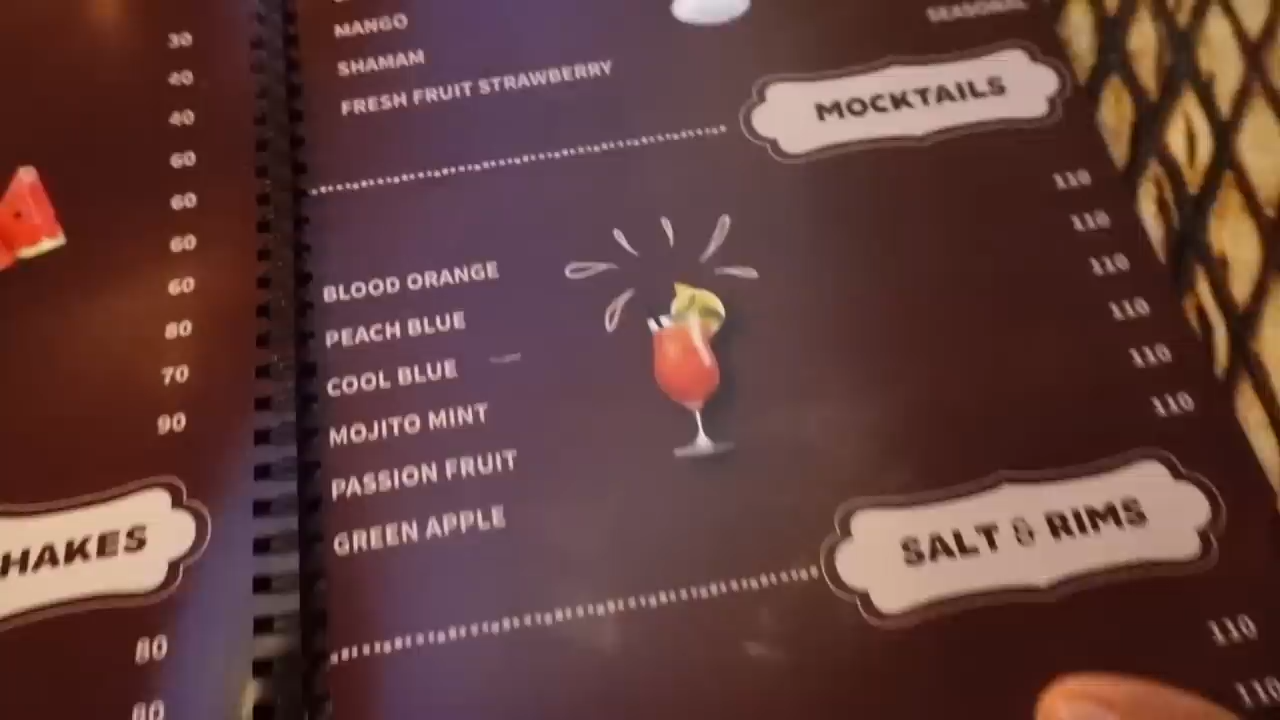 30
40
40
60
60
60
60
80
70
90
HAKES
80
60
MANGO
SHAMAM
FRESH FRUIT STRAWBERRY
SEASONAL
MOCKTAILS
BLOOD ORANGE 110
PEACH BLUE 110
COOL BLUE 110
MOJITO MINT 110
PASSION FRUIT 110
GREEN APPLE 110
SALT & RIMS
110
110